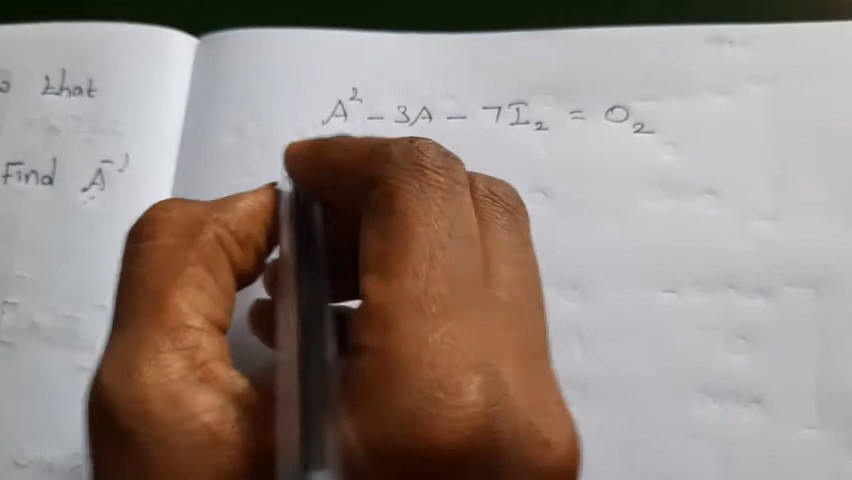 that
Find A⁻¹
A² - 3A - 7I₂ = O₂